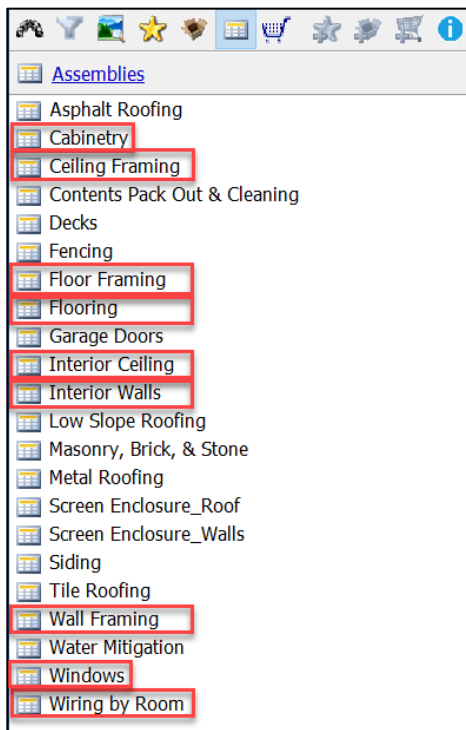 Assemblies
Asphalt Roofing
Cabinetry
Ceiling Framing
Contents Pack Out & Cleaning
Decks
Fencing
Floor Framing
Flooring
Garage Doors
Interior Ceiling
Interior Walls
Low Slope Roofing
Masonry, Brick, & Stone
Metal Roofing
Screen Enclosure_Roof
Screen Enclosure_Walls
Siding
Tile Roofing
Wall Framing
Water Mitigation
Windows
Wiring by Room